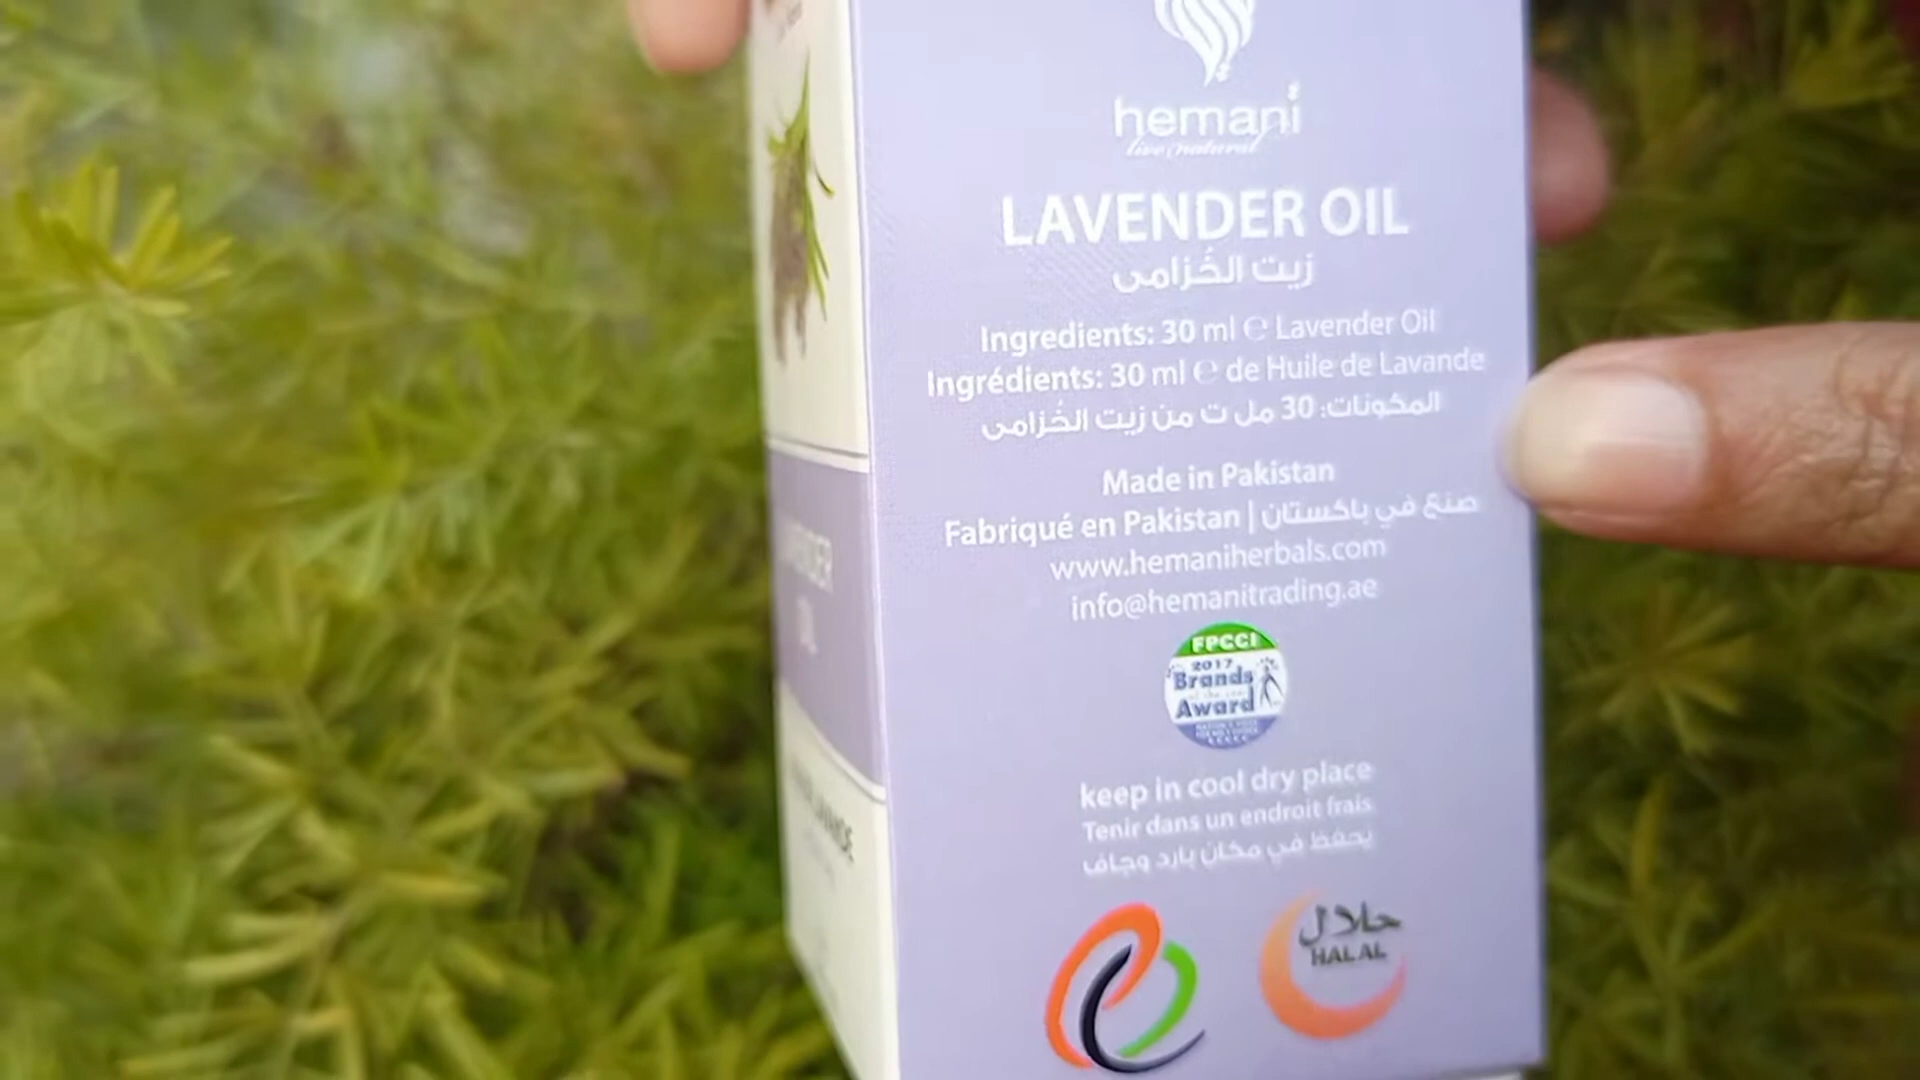 hemani
live natural
LAVENDER OIL
زيت الخُزامى
Ingredients: 30 ml ℮ Lavender Oil
Ingrédients: 30 ml ℮ de Huile de Lavande
المكونات: 30 مل ت من زيت الخُزامى
Made in Pakistan
Fabriqué en Pakistan | صنع في باكستان
www.hemaniherbals.com
info@hemanitrading.ae
FPCCI
2017
Brands
of the year
Award
keep in cool dry place
Tenir dans un endroit frais
يحفظ في مكان بارد وجاف
حلال
HALAL